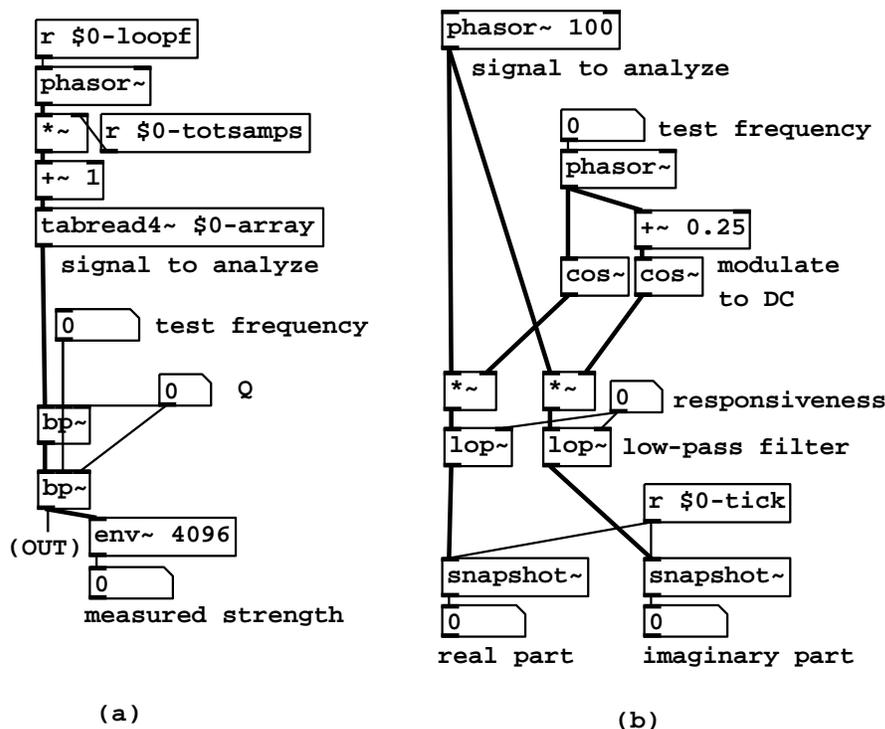 r $0-loopf
phasor~
*~
r $0-totsamps
+~ 1
tabread4~ $0-array
signal to analyze
0
test frequency
0
Q
bp~
bp~
(OUT)
env~ 4096
0
measured strength
(a)
phasor~ 100
signal to analyze
0
test frequency
phasor~
+~ 0.25
cos~
cos~
modulate
to DC
*~
*~
0
responsiveness
lop~
lop~
low-pass filter
r $0-tick
snapshot~
snapshot~
0
0
real part
imaginary part
(b)